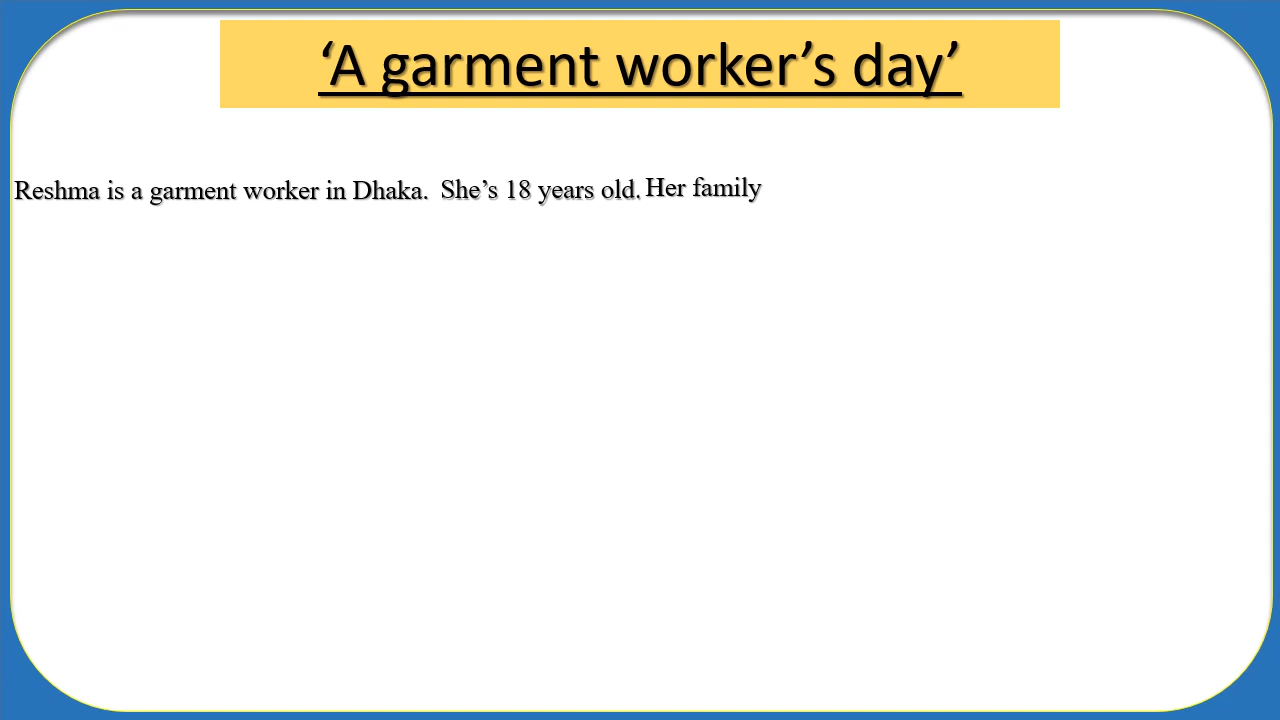 ‘A garment worker’s day’
Reshma is a garment worker in Dhaka. She’s 18 years old. Her family